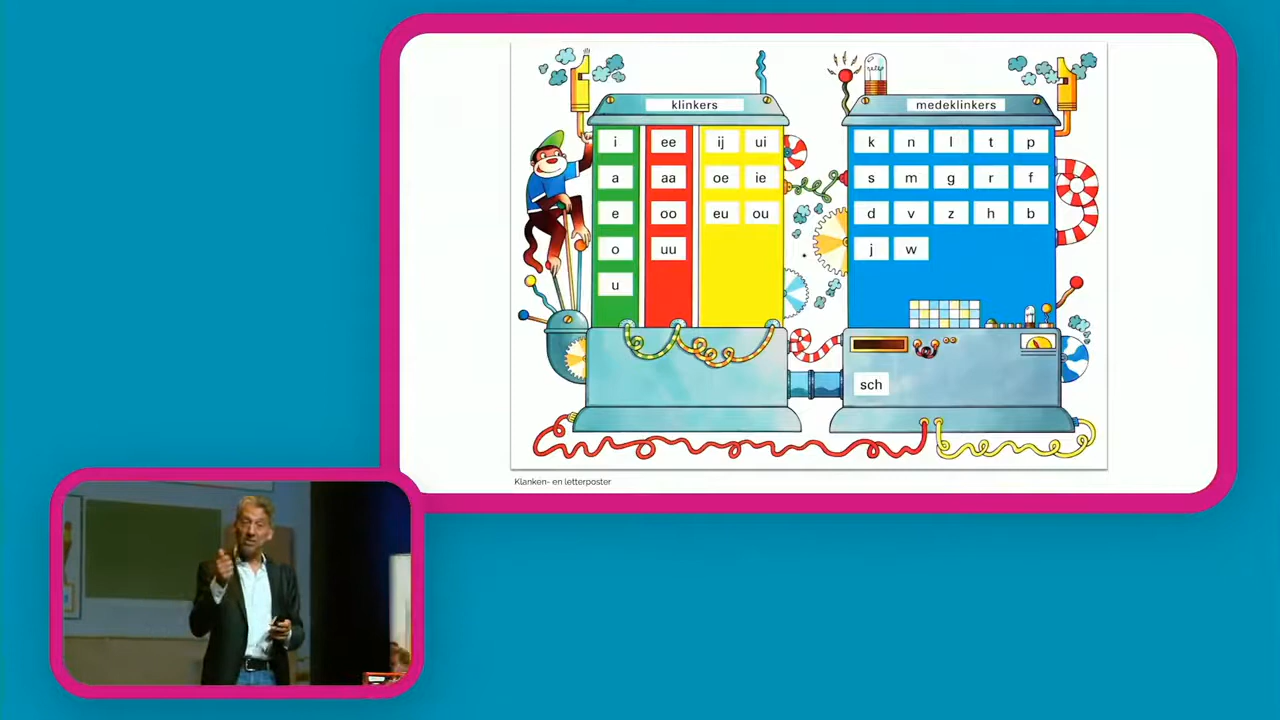 klinkers
i ee ij ui
a aa oe ie
e oo eu ou
o uu
u
medeklinkers
k n l t p
s m g r f
d v z h b
j w
sch
Klanken- en letterposter